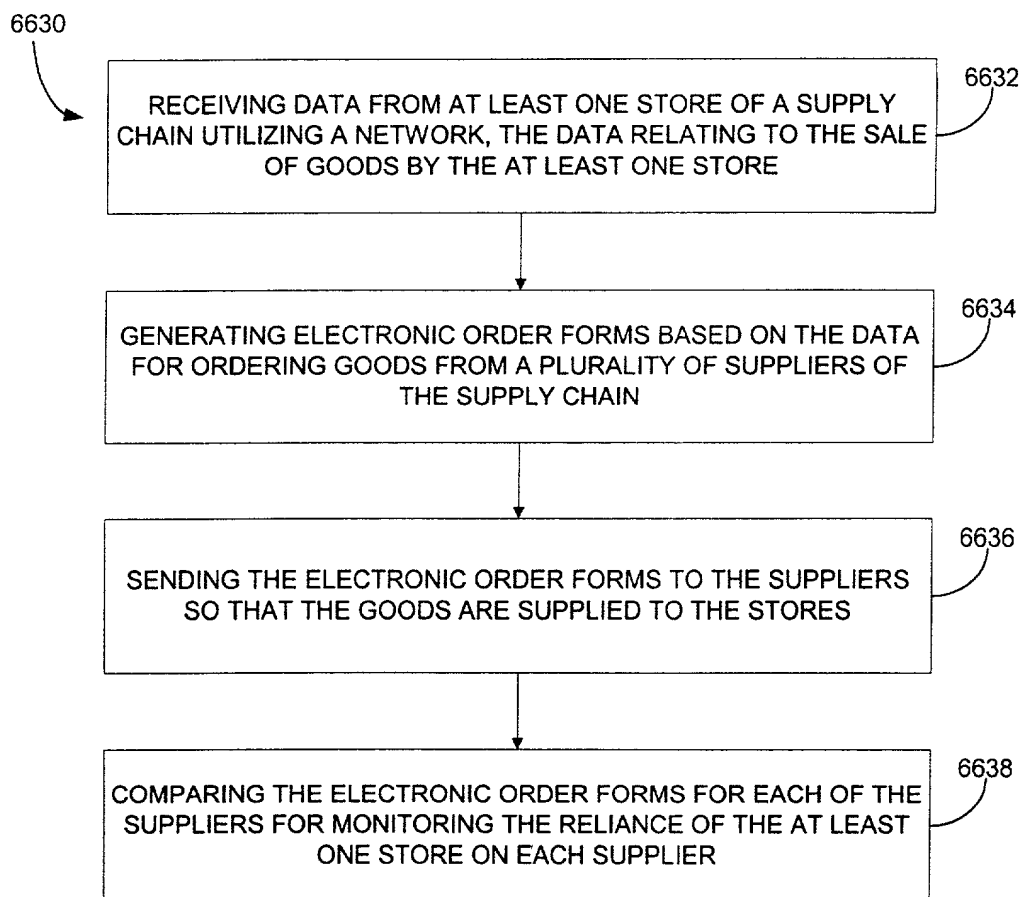 6630
6632
RECEIVING DATA FROM AT LEAST ONE STORE OF A SUPPLY
CHAIN UTILIZING A NETWORK, THE DATA RELATING TO THE SALE
OF GOODS BY THE AT LEAST ONE STORE
6634
GENERATING ELECTRONIC ORDER FORMS BASED ON THE DATA
FOR ORDERING GOODS FROM A PLURALITY OF SUPPLIERS OF
THE SUPPLY CHAIN
6636
SENDING THE ELECTRONIC ORDER FORMS TO THE SUPPLIERS
SO THAT THE GOODS ARE SUPPLIED TO THE STORES
6638
COMPARING THE ELECTRONIC ORDER FORMS FOR EACH OF THE
SUPPLIERS FOR MONITORING THE RELIANCE OF THE AT LEAST
ONE STORE ON EACH SUPPLIER